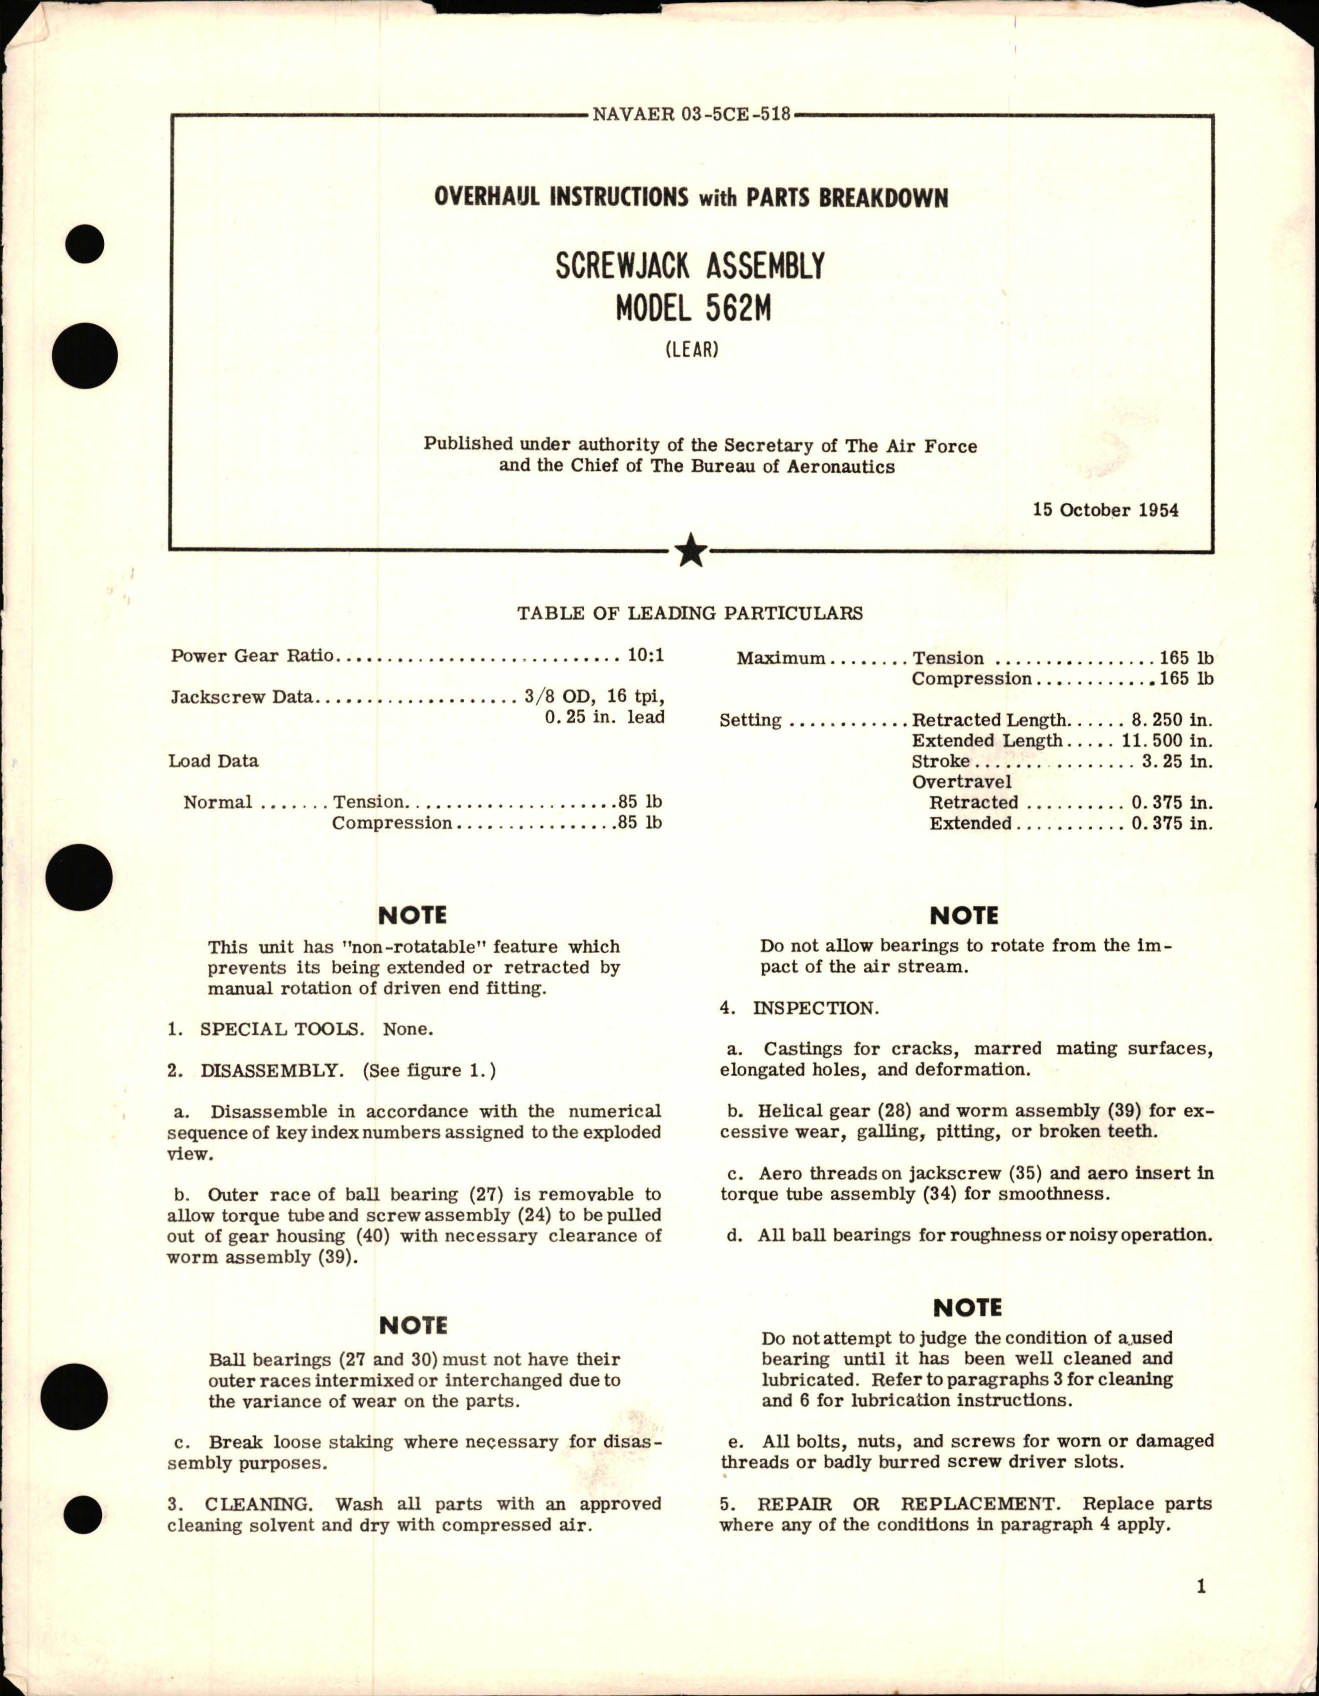 NAVAER 03-5CE-518
OVERHAUL INSTRUCTIONS with PARTS BREAKDOWN
SCREWJACK ASSEMBLY
MODEL 562M
(LEAR)
Published under authority of the Secretary of The Air Force
and the Chief of The Bureau of Aeronautics
15 October 1954
TABLE OF LEADING PARTICULARS
Power Gear Ratio............................ 10:1
Jackscrew Data.................... 3/8 OD, 16 tpi,
0.25 in. lead
Load Data
Normal ....... Tension.....................85 lb
Compression................85 lb
Maximum........ Tension ................165 lb
Compression............165 lb
Setting ............ Retracted Length...... 8.250 in.
Extended Length..... 11.500 in.
Stroke................ 3.25 in.
Overtravel
Retracted .......... 0.375 in.
Extended........... 0.375 in.
NOTE
This unit has "non-rotatable" feature which
prevents its being extended or retracted by
manual rotation of driven end fitting.
1. SPECIAL TOOLS. None.
2. DISASSEMBLY. (See figure 1.)
a. Disassemble in accordance with the numerical
sequence of key index numbers assigned to the exploded
view.
b. Outer race of ball bearing (27) is removable to
allow torque tube and screw assembly (24) to be pulled
out of gear housing (40) with necessary clearance of
worm assembly (39).
NOTE
Ball bearings (27 and 30) must not have their
outer races intermixed or interchanged due to
the variance of wear on the parts.
c. Break loose staking where necessary for disas-
sembly purposes.
3. CLEANING. Wash all parts with an approved
cleaning solvent and dry with compressed air.
NOTE
Do not allow bearings to rotate from the im-
pact of the air stream.
4. INSPECTION.
a. Castings for cracks, marred mating surfaces,
elongated holes, and deformation.
b. Helical gear (28) and worm assembly (39) for ex-
cessive wear, galling, pitting, or broken teeth.
c. Aero threads on jackscrew (35) and aero insert in
torque tube assembly (34) for smoothness.
d. All ball bearings for roughness or noisy operation.
NOTE
Do not attempt to judge the condition of a used
bearing until it has been well cleaned and
lubricated. Refer to paragraphs 3 for cleaning
and 6 for lubrication instructions.
e. All bolts, nuts, and screws for worn or damaged
threads or badly burred screw driver slots.
5. REPAIR OR REPLACEMENT. Replace parts
where any of the conditions in paragraph 4 apply.
1